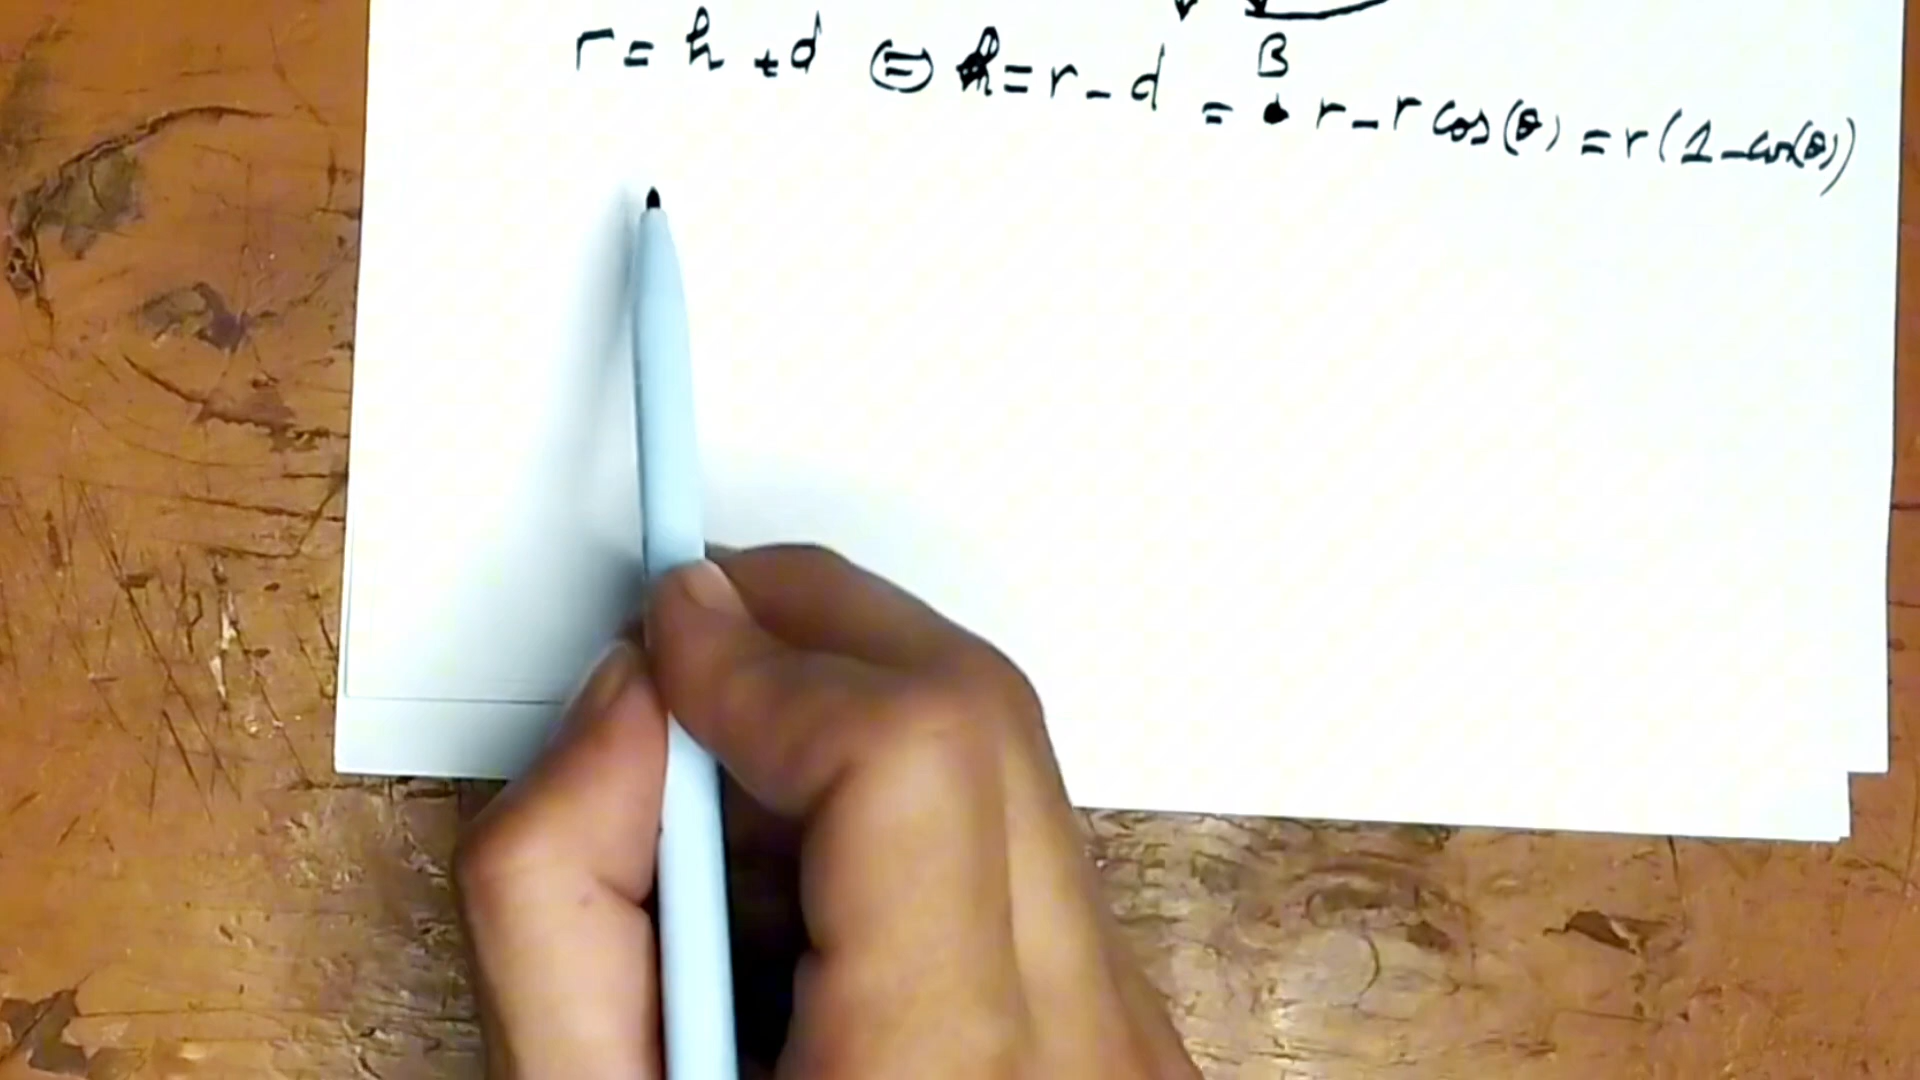 r = h + d ⇔ h = r - d = r - r cos(θ) = r(1 - cos(θ))
B